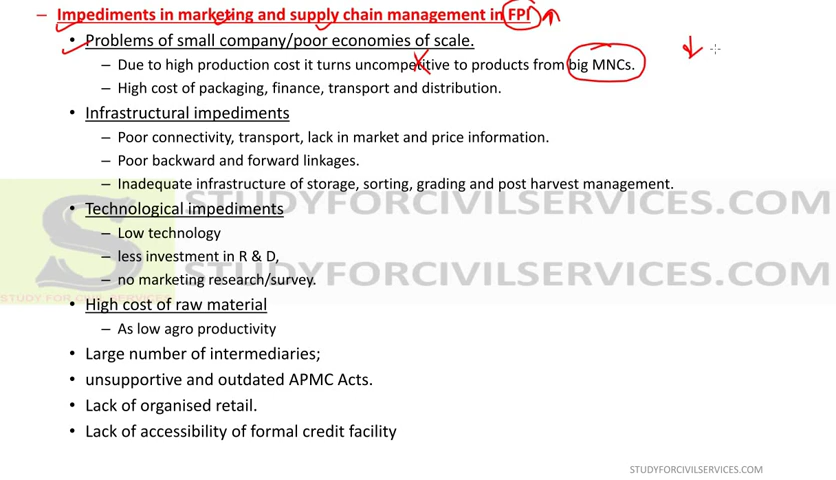 – Impediments in marketing and supply chain management in FPI
• Problems of small company/poor economies of scale.
– Due to high production cost it turns uncompetitive to products from big MNCs.
– High cost of packaging, finance, transport and distribution.
• Infrastructural impediments
– Poor connectivity, transport, lack in market and price information.
– Poor backward and forward linkages.
– Inadequate infrastructure of storage, sorting, grading and post harvest management.
STUDYFORCIVILSERVICES.COM
• Technological impediments
– Low technology
– less investment in R & D,
STUDYFORCIVILSERVICES.COM
– no marketing research/survey.
• High cost of raw material
– As low agro productivity
• Large number of intermediaries;
• unsupportive and outdated APMC Acts.
• Lack of organised retail.
• Lack of accessibility of formal credit facility
STUDYFORCIVILSERVICES.COM